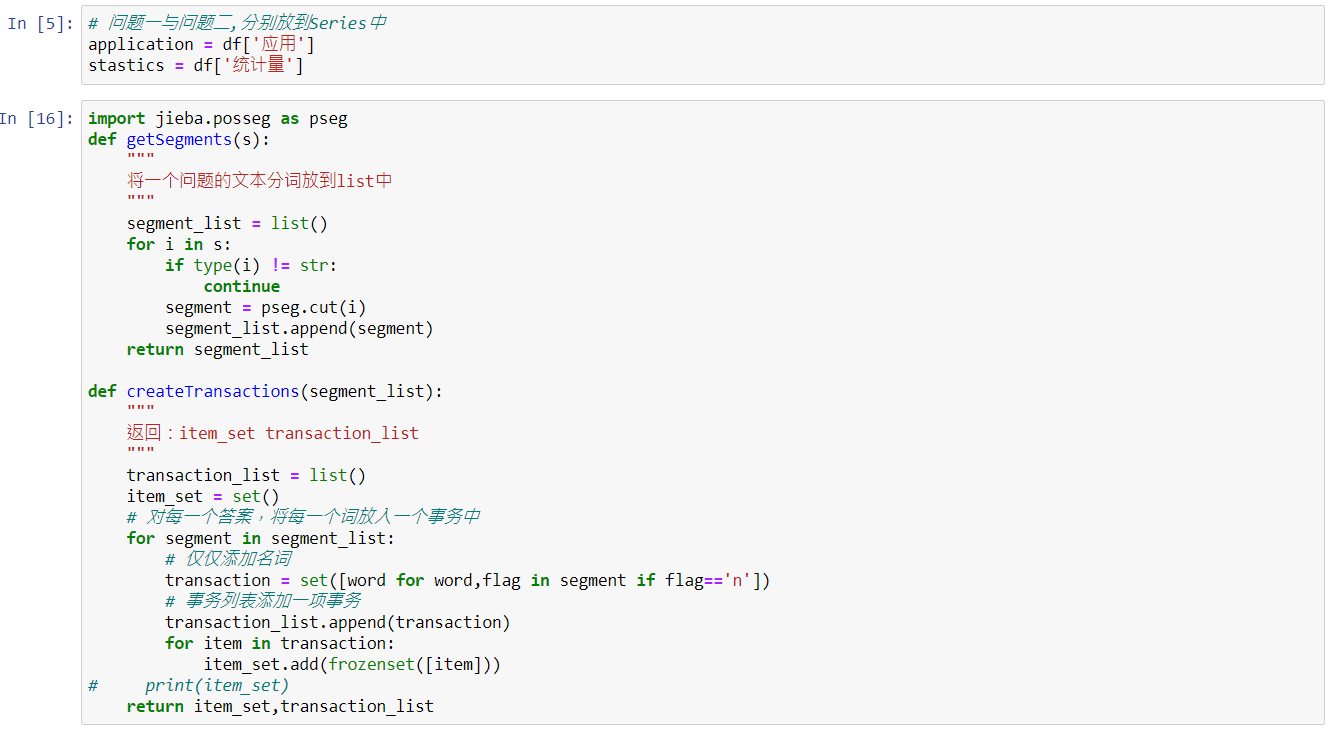 In [5]:
# 问题一与问题二,分别放到Series中
application = df['应用']
stastics = df['统计量']
In [16]:
import jieba.posseg as pseg
def getSegments(s):
    """
    将一个问题的文本分词放到list中
    """
    segment_list = list()
    for i in s:
        if type(i) != str:
            continue
        segment = pseg.cut(i)
        segment_list.append(segment)
    return segment_list
def createTransactions(segment_list):
    """
    返回：item_set transaction_list
    """
    transaction_list = list()
    item_set = set()
    # 对每一个答案，将每一个词放入一个事务中
    for segment in segment_list:
        # 仅仅添加名词
        transaction = set([word for word,flag in segment if flag=='n'])
        # 事务列表添加一项事务
        transaction_list.append(transaction)
        for item in transaction:
            item_set.add(frozenset([item]))
#     print(item_set)
    return item_set,transaction_list